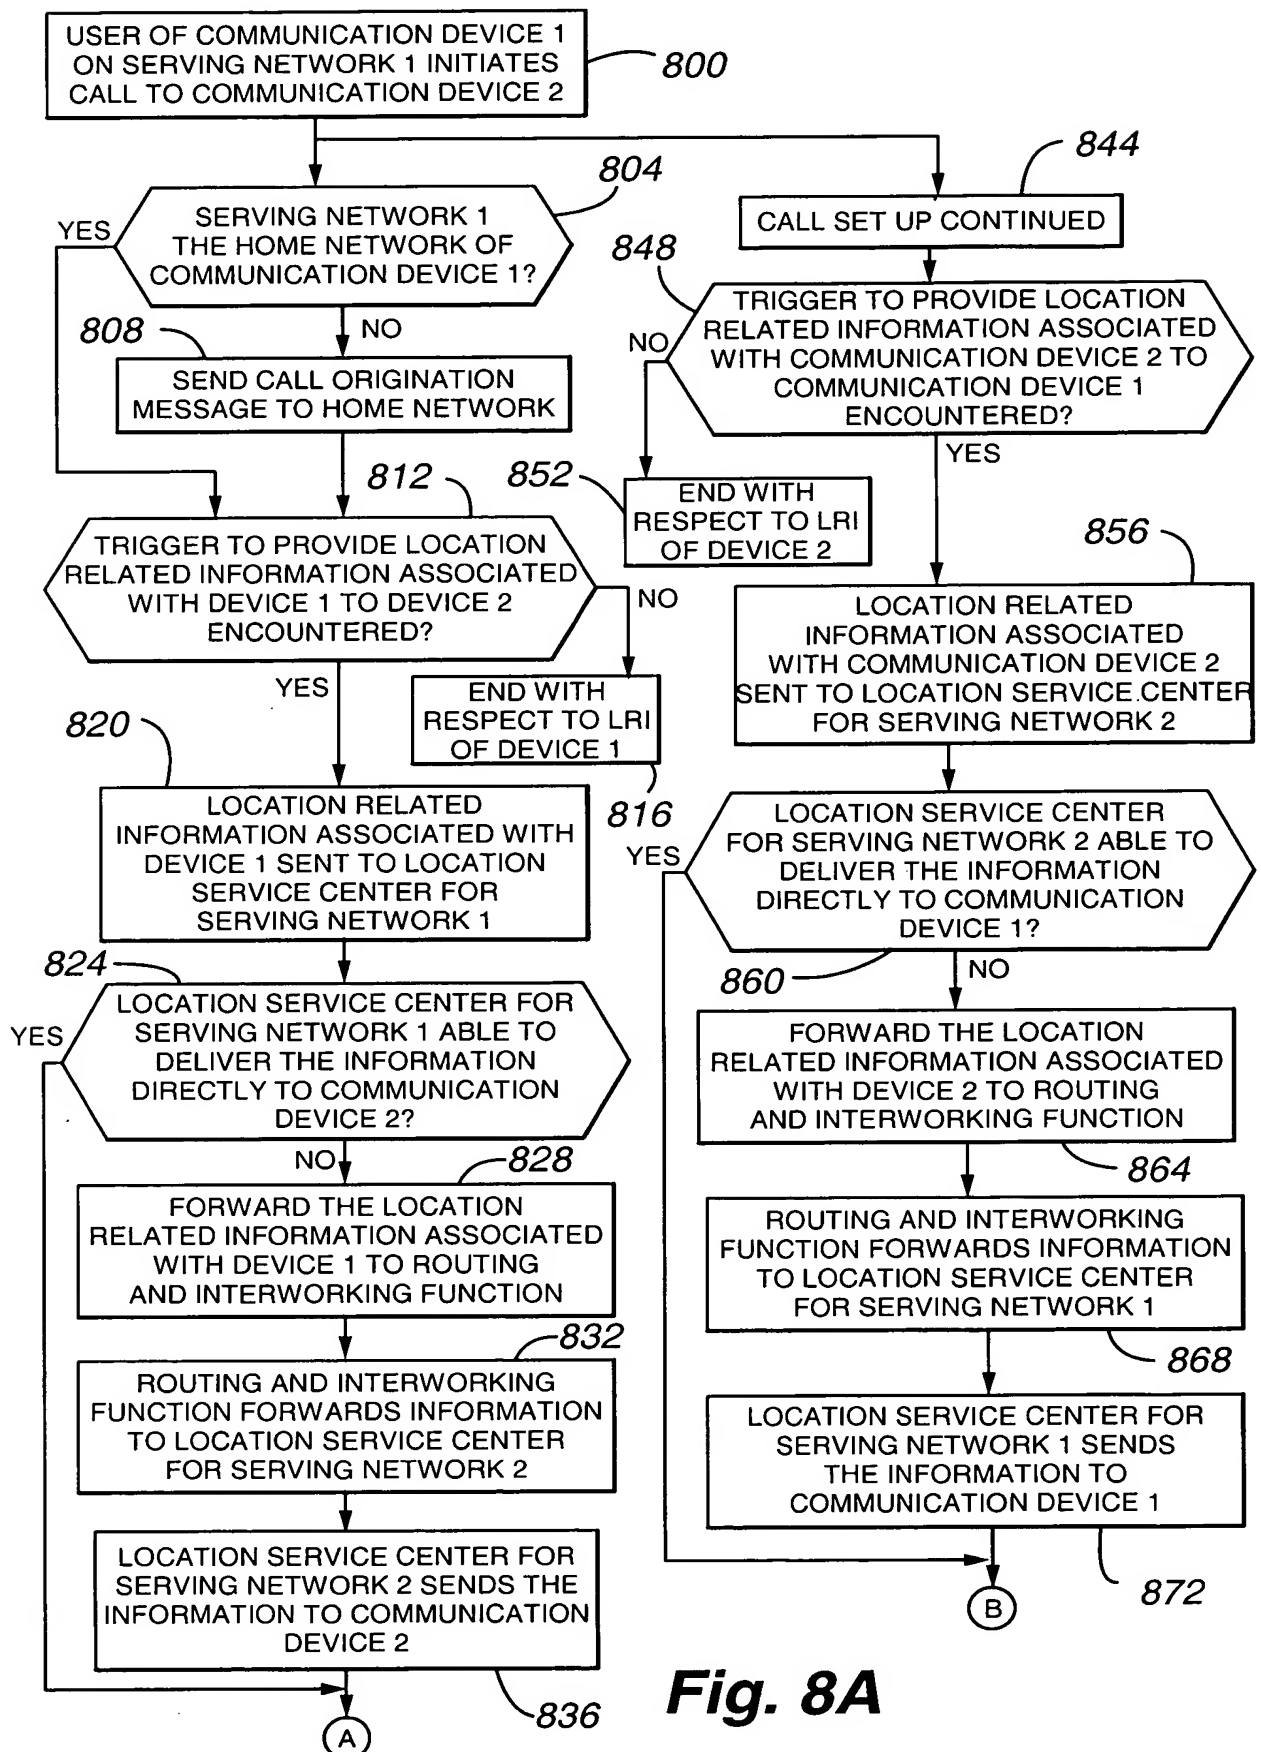 USER OF COMMUNICATION DEVICE 1
ON SERVING NETWORK 1 INITIATES
CALL TO COMMUNICATION DEVICE 2
800
804
SERVING NETWORK 1
THE HOME NETWORK OF
COMMUNICATION DEVICE 1?
YES
NO
808
SEND CALL ORIGINATION
MESSAGE TO HOME NETWORK
812
TRIGGER TO PROVIDE LOCATION
RELATED INFORMATION ASSOCIATED
WITH DEVICE 1 TO DEVICE 2
ENCOUNTERED?
NO
YES
END WITH
RESPECT TO LRI
OF DEVICE 1
816
820
LOCATION RELATED
INFORMATION ASSOCIATED WITH
DEVICE 1 SENT TO LOCATION
SERVICE CENTER FOR
SERVING NETWORK 1
824
LOCATION SERVICE CENTER FOR
SERVING NETWORK 1 ABLE TO
DELIVER THE INFORMATION
DIRECTLY TO COMMUNICATION
DEVICE 2?
YES
NO
828
FORWARD THE LOCATION
RELATED INFORMATION ASSOCIATED
WITH DEVICE 1 TO ROUTING
AND INTERWORKING FUNCTION
832
ROUTING AND INTERWORKING
FUNCTION FORWARDS INFORMATION
TO LOCATION SERVICE CENTER
FOR SERVING NETWORK 2
LOCATION SERVICE CENTER FOR
SERVING NETWORK 2 SENDS THE
INFORMATION TO COMMUNICATION
DEVICE 2
836
A
844
CALL SET UP CONTINUED
848
TRIGGER TO PROVIDE LOCATION
RELATED INFORMATION ASSOCIATED
WITH COMMUNICATION DEVICE 2 TO
COMMUNICATION DEVICE 1
ENCOUNTERED?
NO
YES
852
END WITH
RESPECT TO LRI
OF DEVICE 2
856
LOCATION RELATED
INFORMATION ASSOCIATED
WITH COMMUNICATION DEVICE 2
SENT TO LOCATION SERVICE CENTER
FOR SERVING NETWORK 2
LOCATION SERVICE CENTER
FOR SERVING NETWORK 2 ABLE TO
DELIVER THE INFORMATION
DIRECTLY TO COMMUNICATION
DEVICE 1?
YES
860
NO
FORWARD THE LOCATION
RELATED INFORMATION ASSOCIATED
WITH DEVICE 2 TO ROUTING
AND INTERWORKING FUNCTION
864
ROUTING AND INTERWORKING
FUNCTION FORWARDS INFORMATION
TO LOCATION SERVICE CENTER
FOR SERVING NETWORK 1
868
LOCATION SERVICE CENTER FOR
SERVING NETWORK 1 SENDS
THE INFORMATION TO
COMMUNICATION DEVICE 1
872
B
Fig. 8A